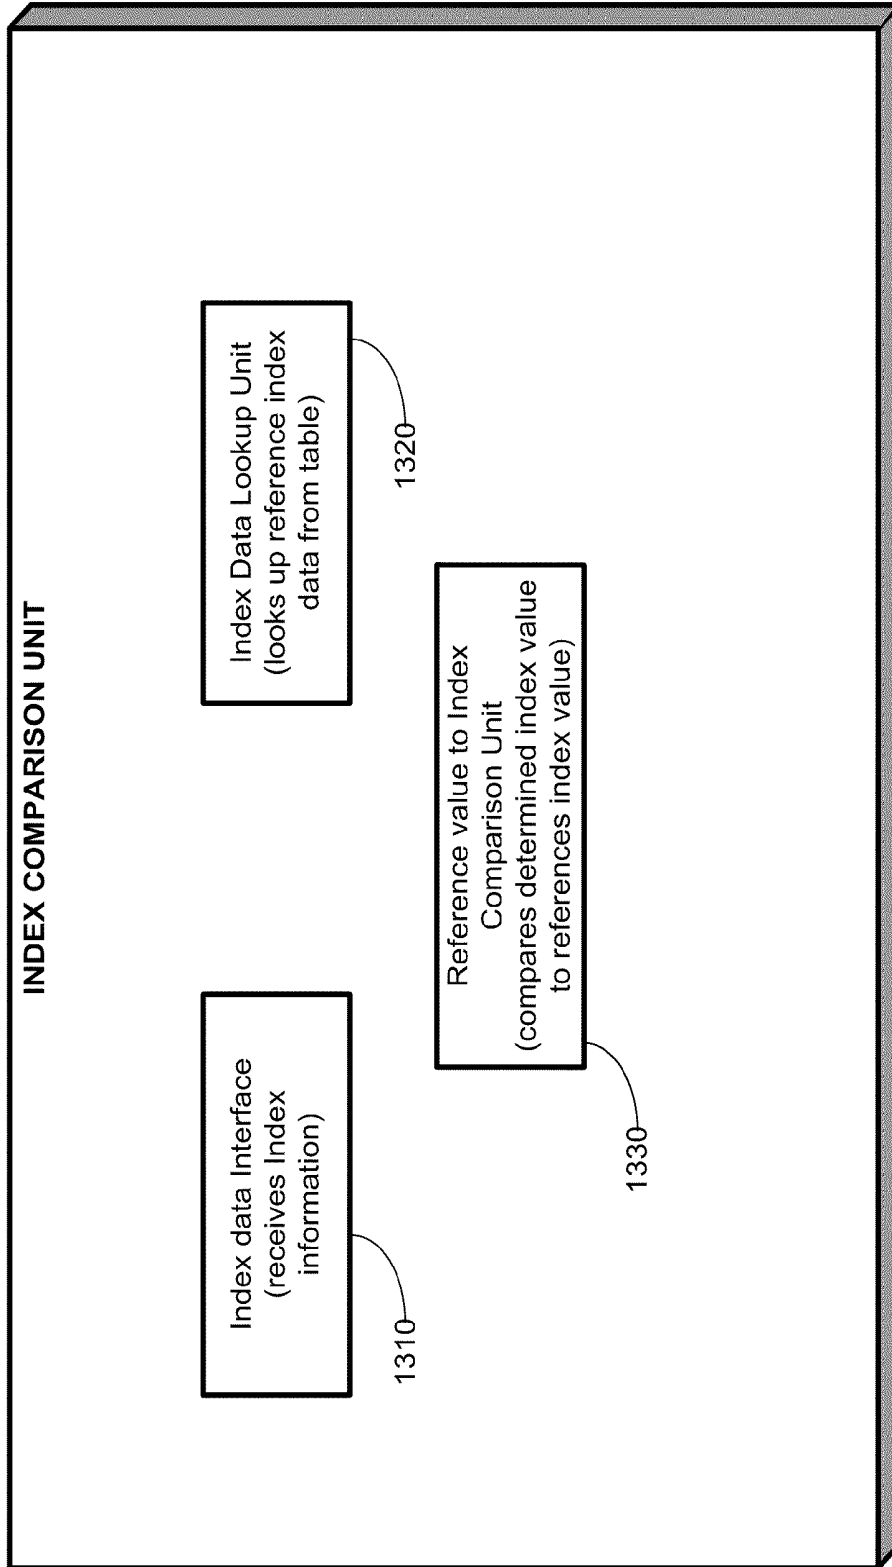 INDEX COMPARISON UNIT
Index data Interface
(receives Index
information)
1310
Index Data Lookup Unit
(looks up reference index
data from table)
1320
Reference value to Index
Comparison Unit
(compares determined index value
to references index value)
1330